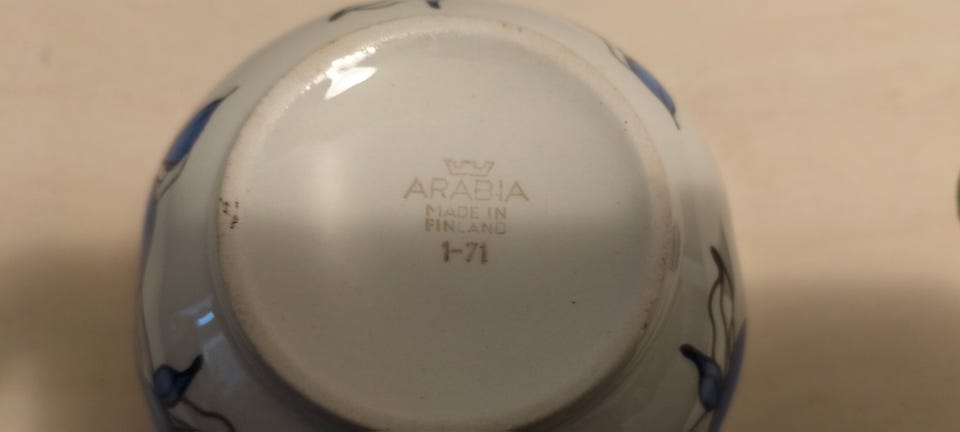 ARABIA
MADE IN
FINLAND
1-71